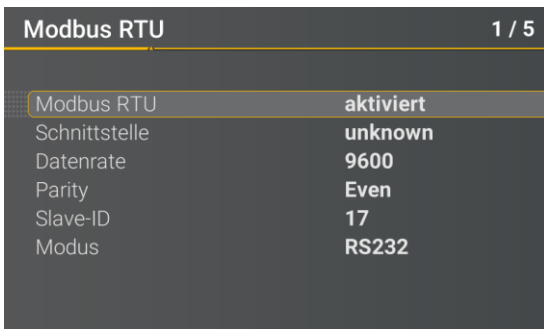 Modbus RTU 1 / 5
Modbus RTU aktiviert
Schnittstelle unknown
Datenrate 9600
Parity Even
Slave-ID 17
Modus RS232